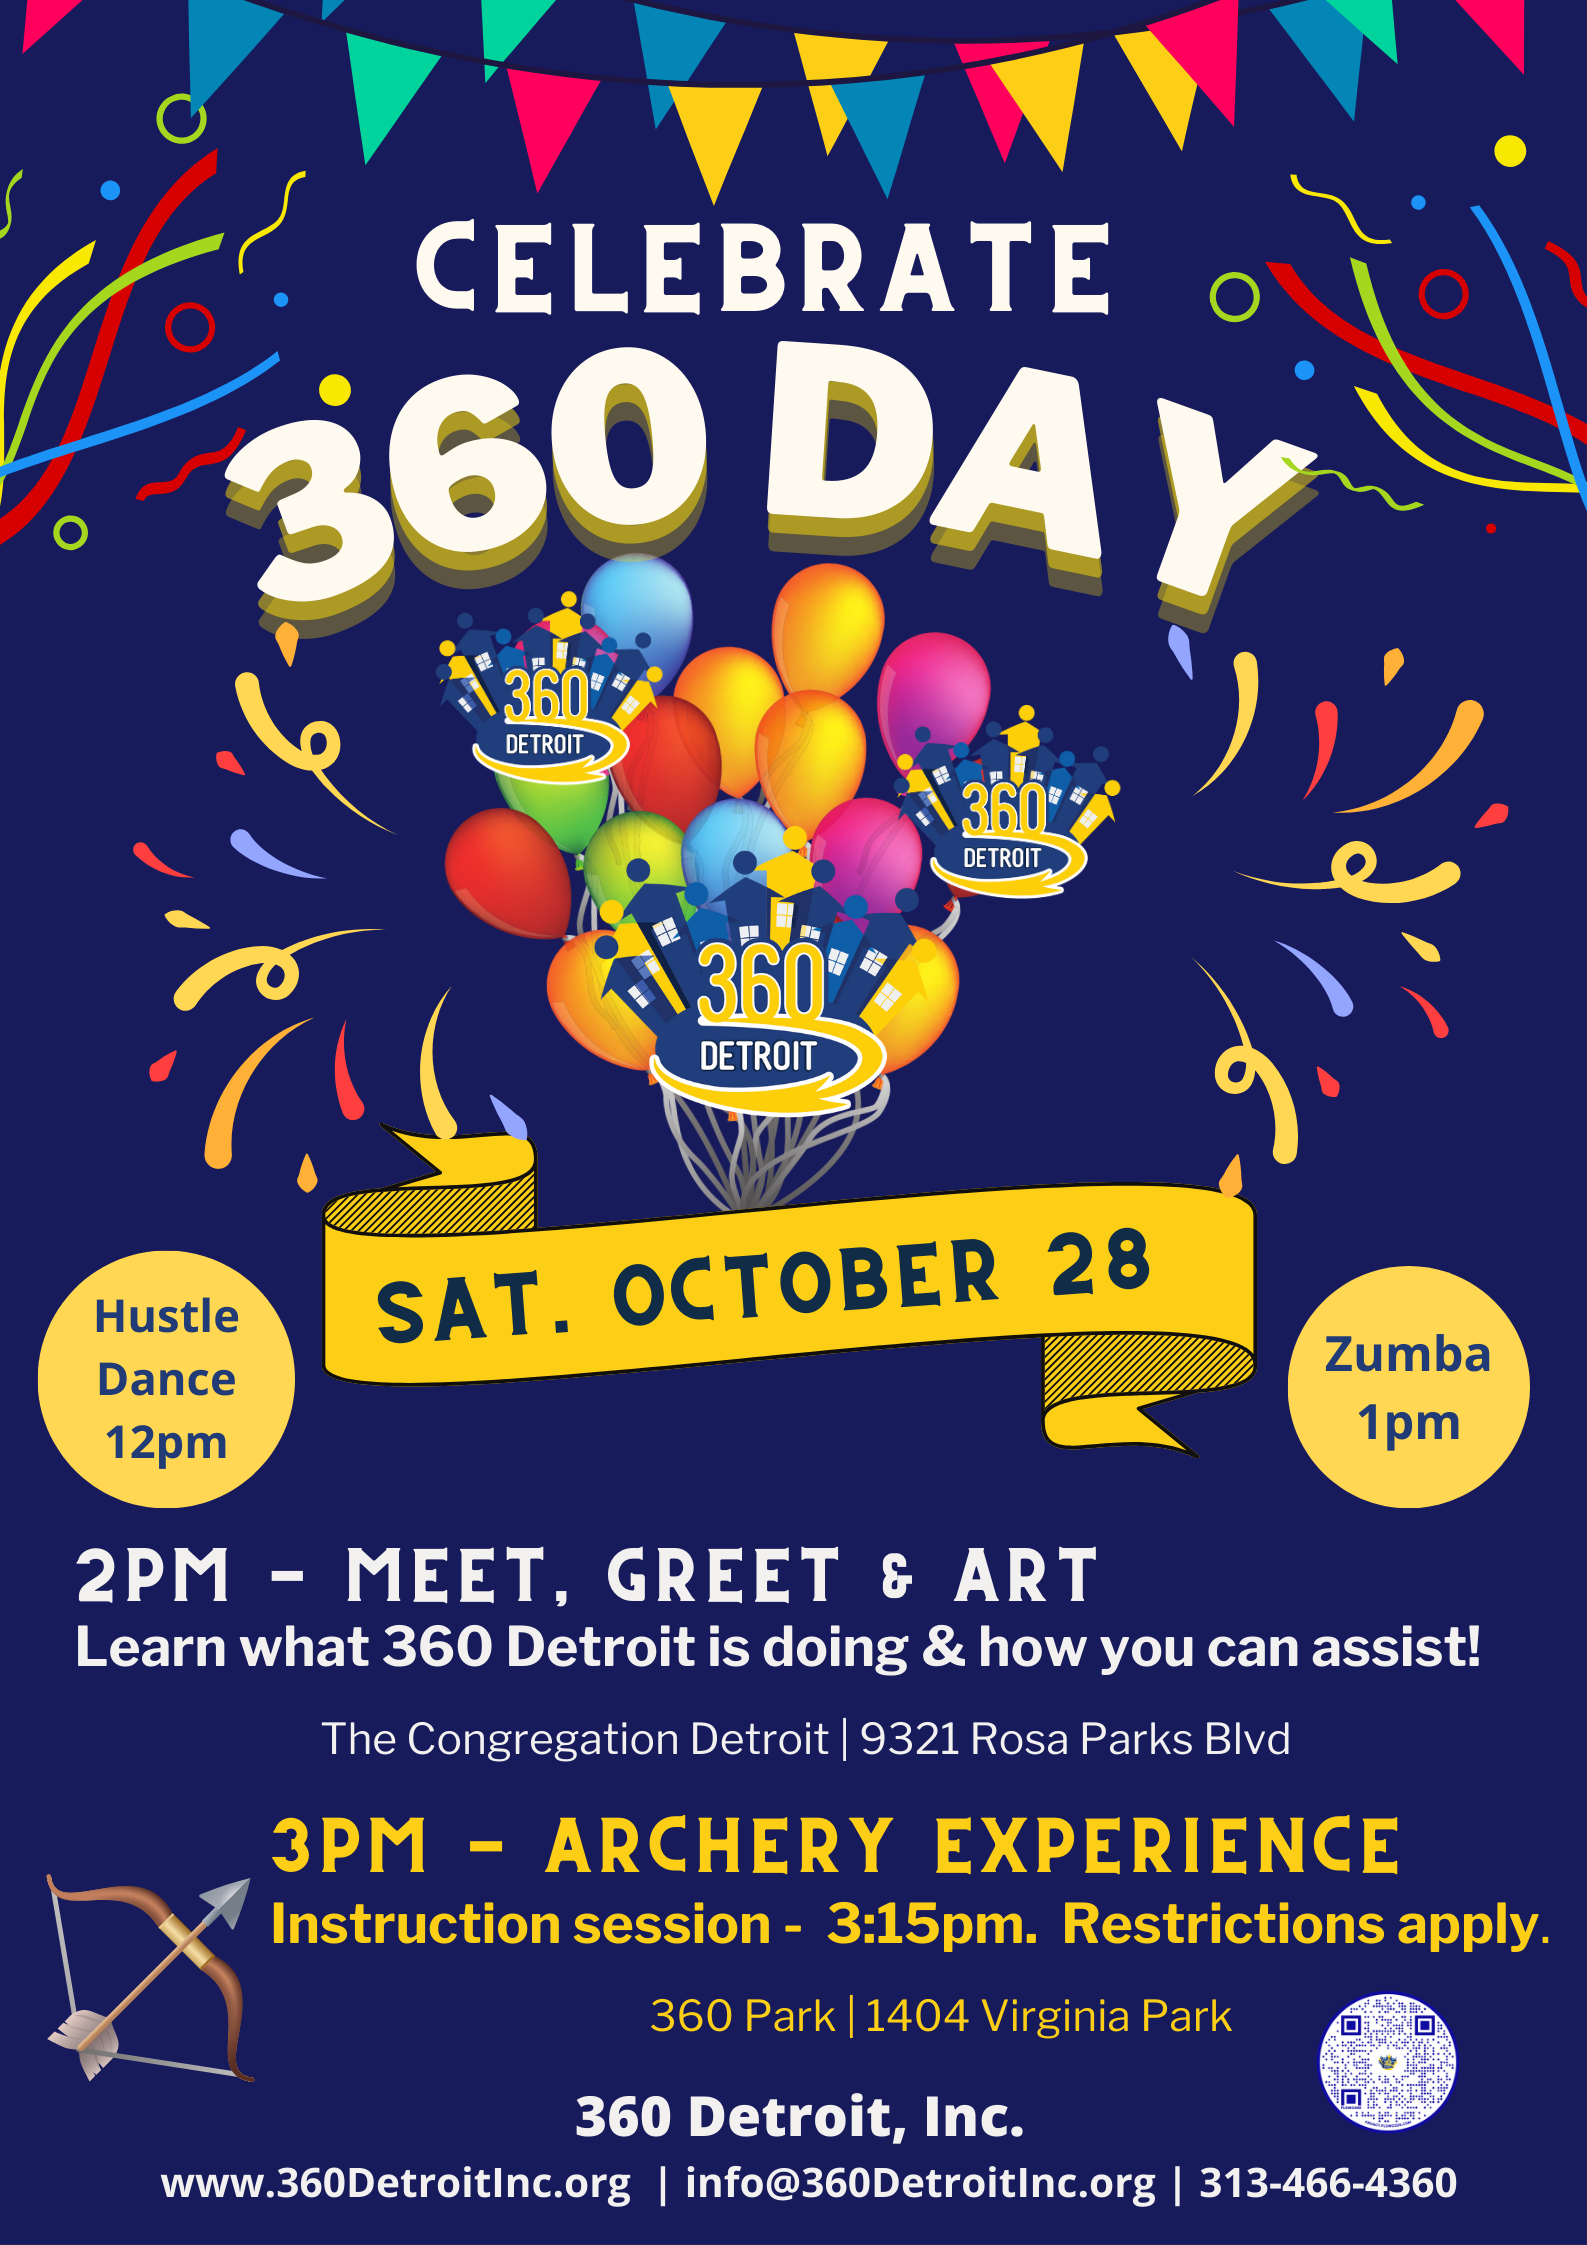 CELEBRATE
360 DAY
360
DETROIT
360
DETROIT
360
DETROIT
SAT. OCTOBER 28
Hustle
Dance
12pm
Zumba
1pm
2PM - MEET, GREET & ART
Learn what 360 Detroit is doing & how you can assist!
The Congregation Detroit | 9321 Rosa Parks Blvd
3PM - ARCHERY EXPERIENCE
Instruction session - 3:15pm. Restrictions apply.
360 Park | 1404 Virginia Park
360 Detroit, Inc.
www.360DetroitInc.org | info@360DetroitInc.org | 313-466-4360